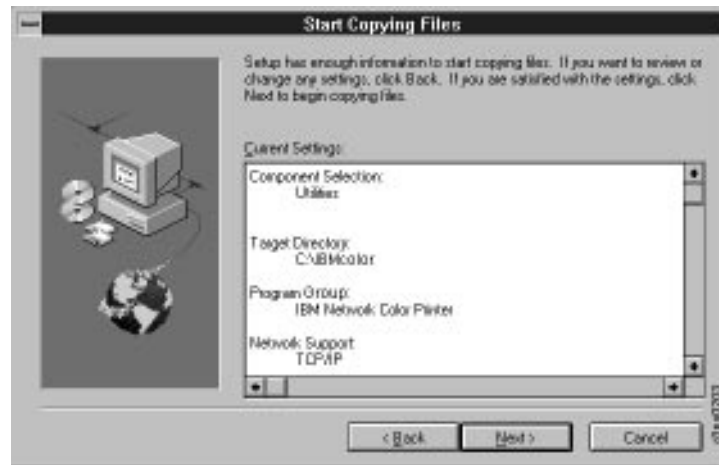 Start Copying Files
Setup has enough information to start copying files. If you want to review or
change any settings, click Back. If you are satisfied with the settings, click
Next to begin copying files.
Current Settings:
Component Selection:
Utilities
Target Directory:
C:\IBMcolor
Program Group:
IBM Network Color Printer
Network Support
TCP/IP
< Back
Next >
Cancel